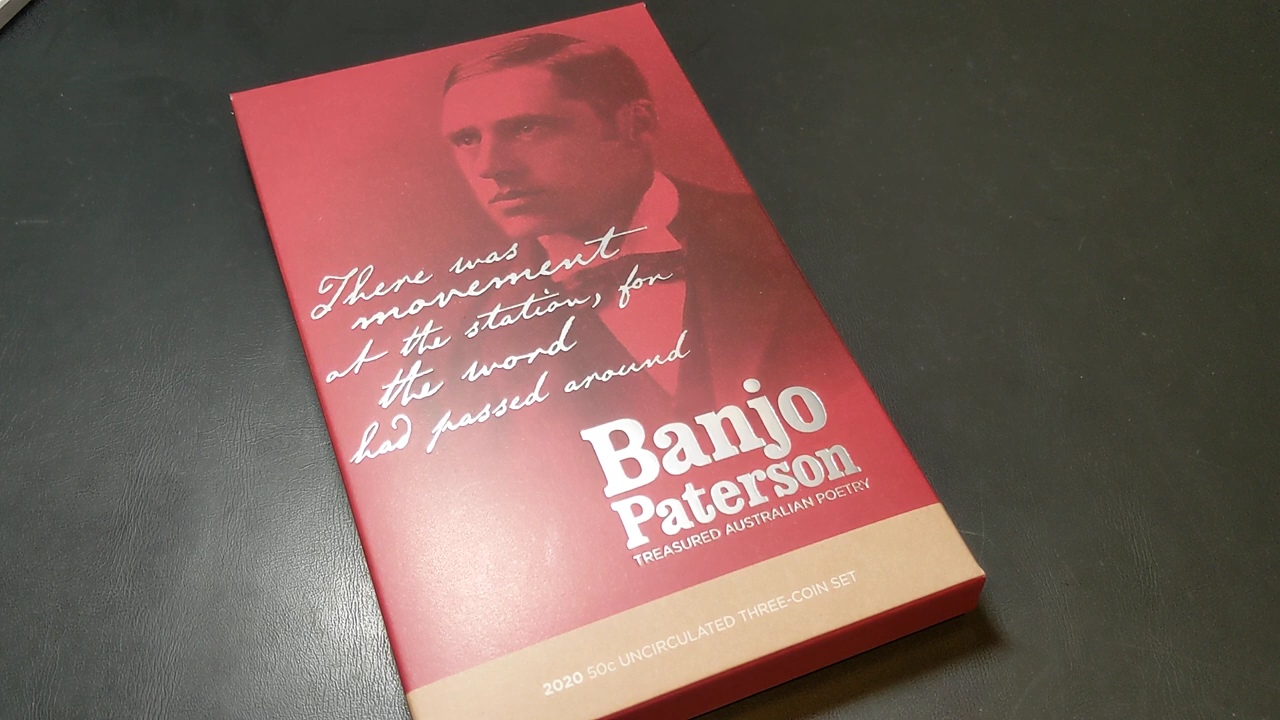 There was
movement
at the station, for
the word
had passed around
Banjo
Paterson
TREASURED AUSTRALIAN POETRY
2020 50c UNCIRCULATED THREE-COIN SET